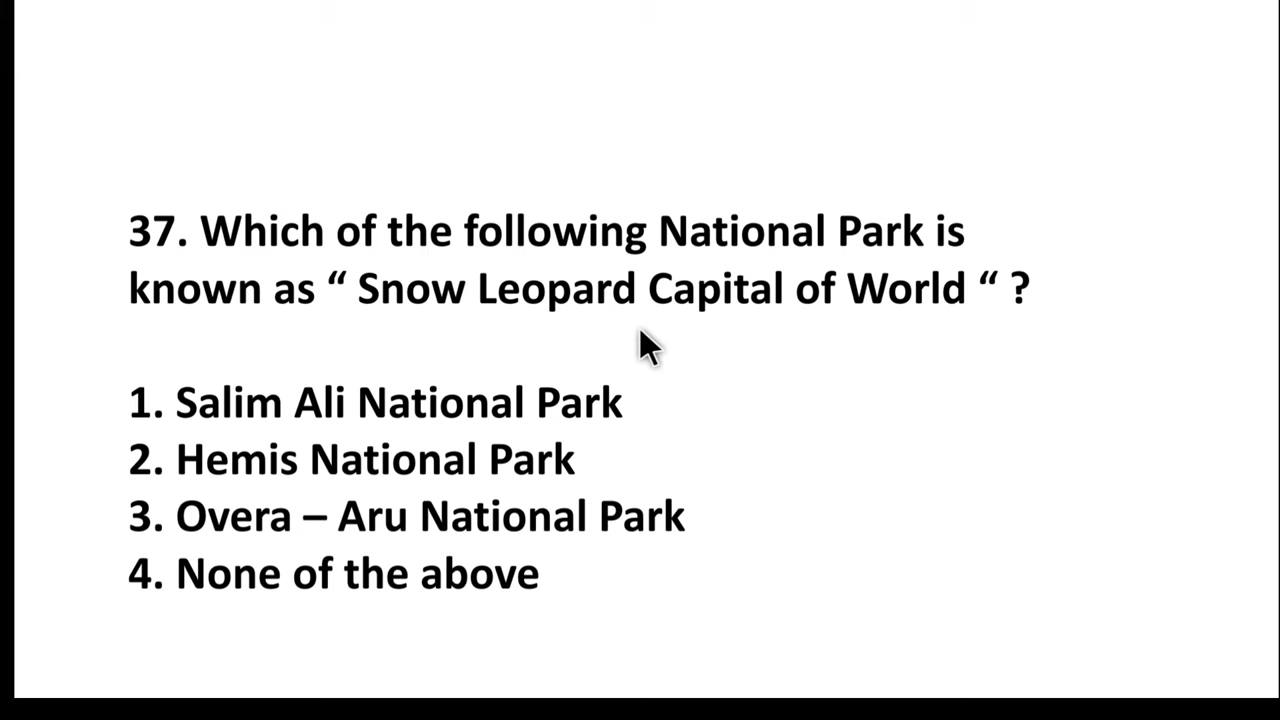 37. Which of the following National Park is
known as “ Snow Leopard Capital of World “ ?
1. Salim Ali National Park
2. Hemis National Park
3. Overa – Aru National Park
4. None of the above